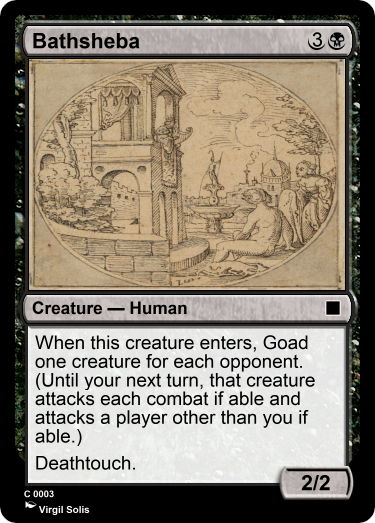 Bathsheba 3
Creature — Human
When this creature enters, Goad
one creature for each opponent.
(Until your next turn, that creature
attacks each combat if able and
attacks a player other than you if
able.)
Deathtouch.
2/2
C 0003
Virgil Solis